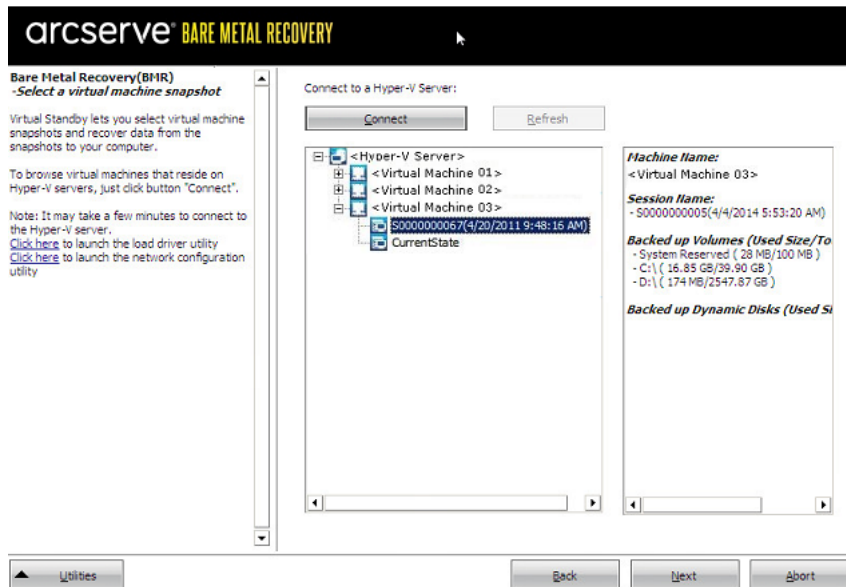 arcserve® BARE METAL RECOVERY
Bare Metal Recovery(BMR)
-Select a virtual machine snapshot
Virtual Standby lets you select virtual machine
snapshots and recover data from the
snapshots to your computer.
To browse virtual machines that reside on
Hyper-V servers, just click button "Connect".
Note: It may take a few minutes to connect to
the Hyper-V server.
Click here to launch the load driver utility
Click here to launch the network configuration
utility
Connect to a Hyper-V Server:
Connect
Refresh
<Hyper-V Server>
<Virtual Machine 01>
<Virtual Machine 02>
<Virtual Machine 03>
S0000000067(4/20/2011 9:48:16 AM)
CurrentState
Machine Name:
<Virtual Machine 03>
Session Name:
- S0000000005(4/4/2014 5:53:20 AM)
Backed up Volumes (Used Size/To
- System Reserved ( 28 MB/100 MB )
- C:\ ( 16.85 GB/39.90 GB )
- D:\ ( 174 MB/2547.87 GB )
Backed up Dynamic Disks (Used Si
Utilities
Back
Next
Abort